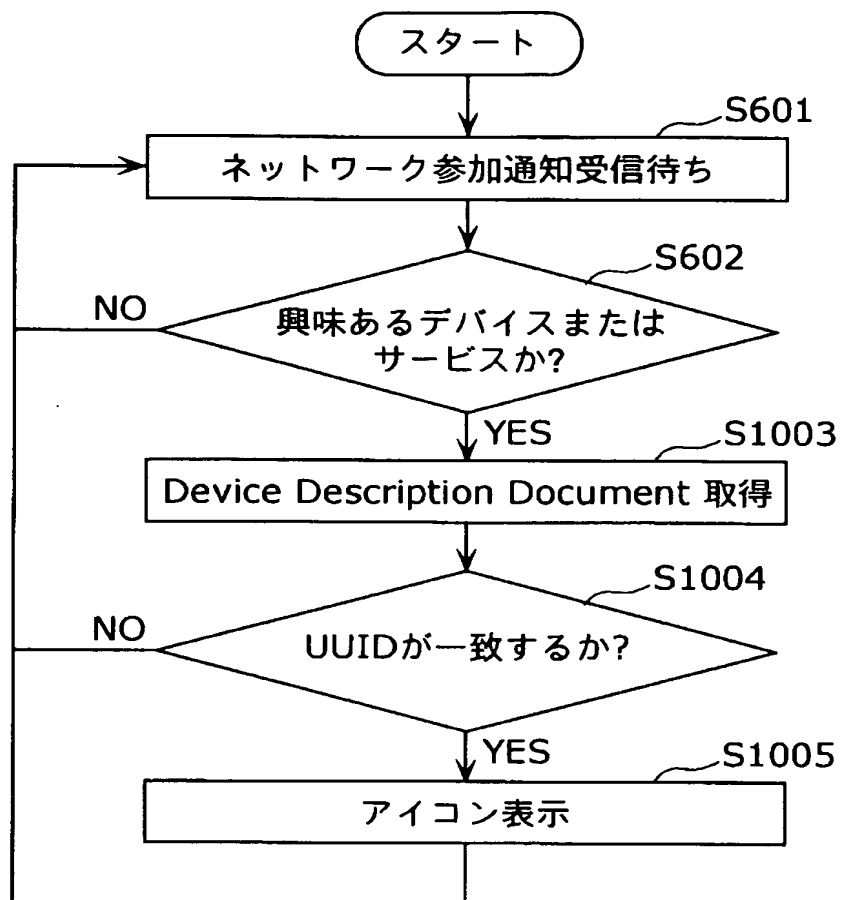 スタート
S601
ネットワーク参加通知受信待ち
S602
NO
興味あるデバイスまたは
サービスか?
YES
S1003
Device Description Document 取得
S1004
NO
UUIDが一致するか?
YES
S1005
アイコン表示